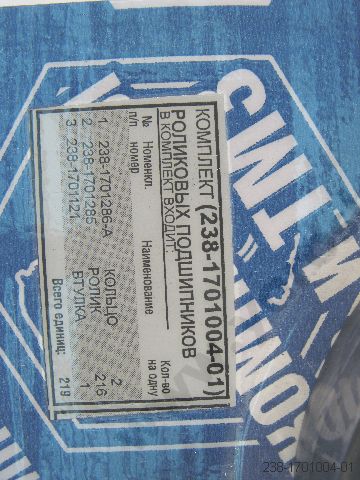 КОМПЛЕКТ (238-1701004-01)
РОЛИКОВЫХ ПОДШИПНИКОВ
В КОМПЛЕКТ ВХОДИТ:
№ п/п Номенкл. номер Наименование Кол-во на одну
1. 238-1701286-А КОЛЬЦО 2
2. 238-1701285 РОЛИК 216
3. 238-1701121 ВТУЛКА 1
Всего единиц: 219
238-1701004-01